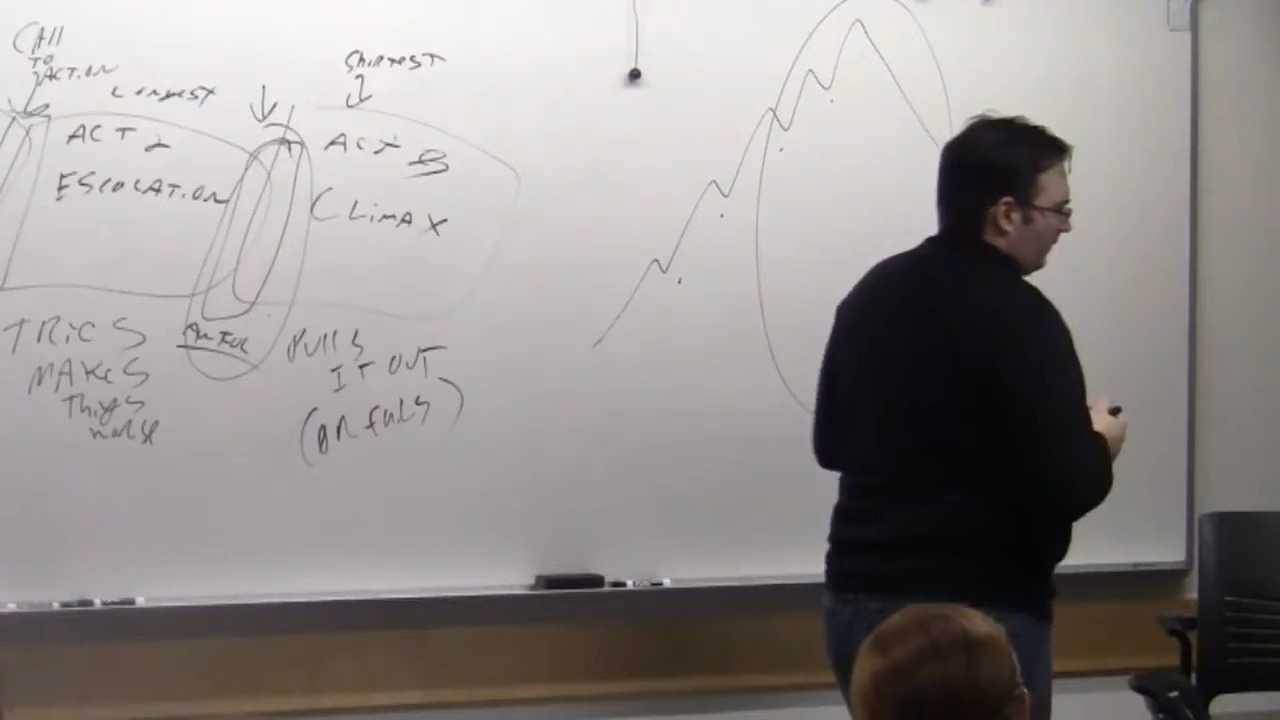 CAll
TO
ACTION
Longest
ACT 2
ESCOLATION
Shortest
ACT 3
CLIMAX
TRIES
MAKES
Things
worse
PUllS
IT OUT
(OR fails)